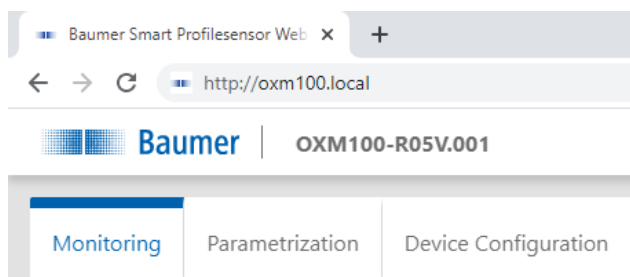 Baumer Smart Profilesensor Web
http://oxm100.local
Baumer OXM100-R05V.001
Monitoring Parametrization Device Configuration